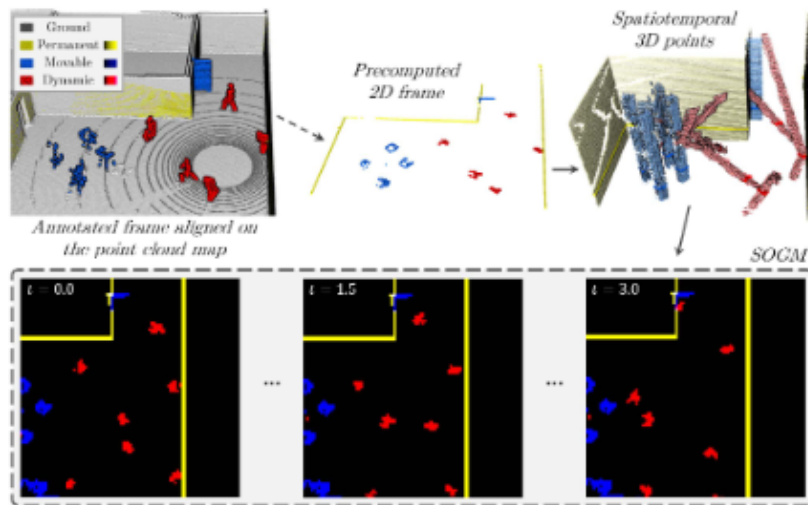 Ground
Permanent
Movable
Dynamic
Precomputed
2D frame
Spatiotemporal
3D points
Annotated frame aligned on
the point cloud map
SOGM
t = 0.0
t = 1.5
t = 3.0
...
...